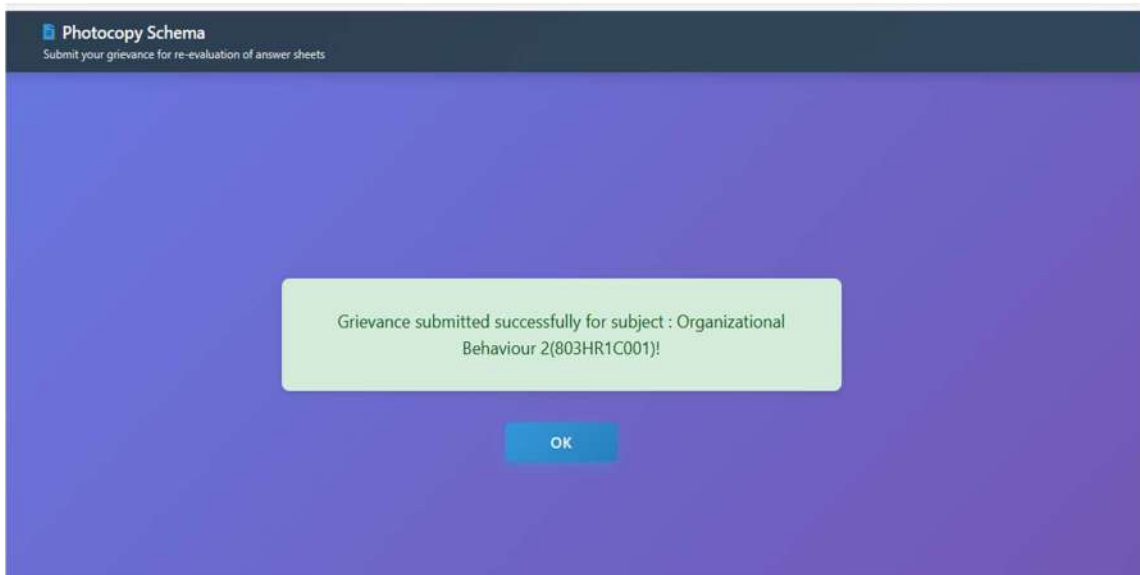 Photocopy Schema
Submit your grievance for re-evaluation of answer sheets
Grievance submitted successfully for subject : Organizational
Behaviour 2(803HR1C001)!
OK